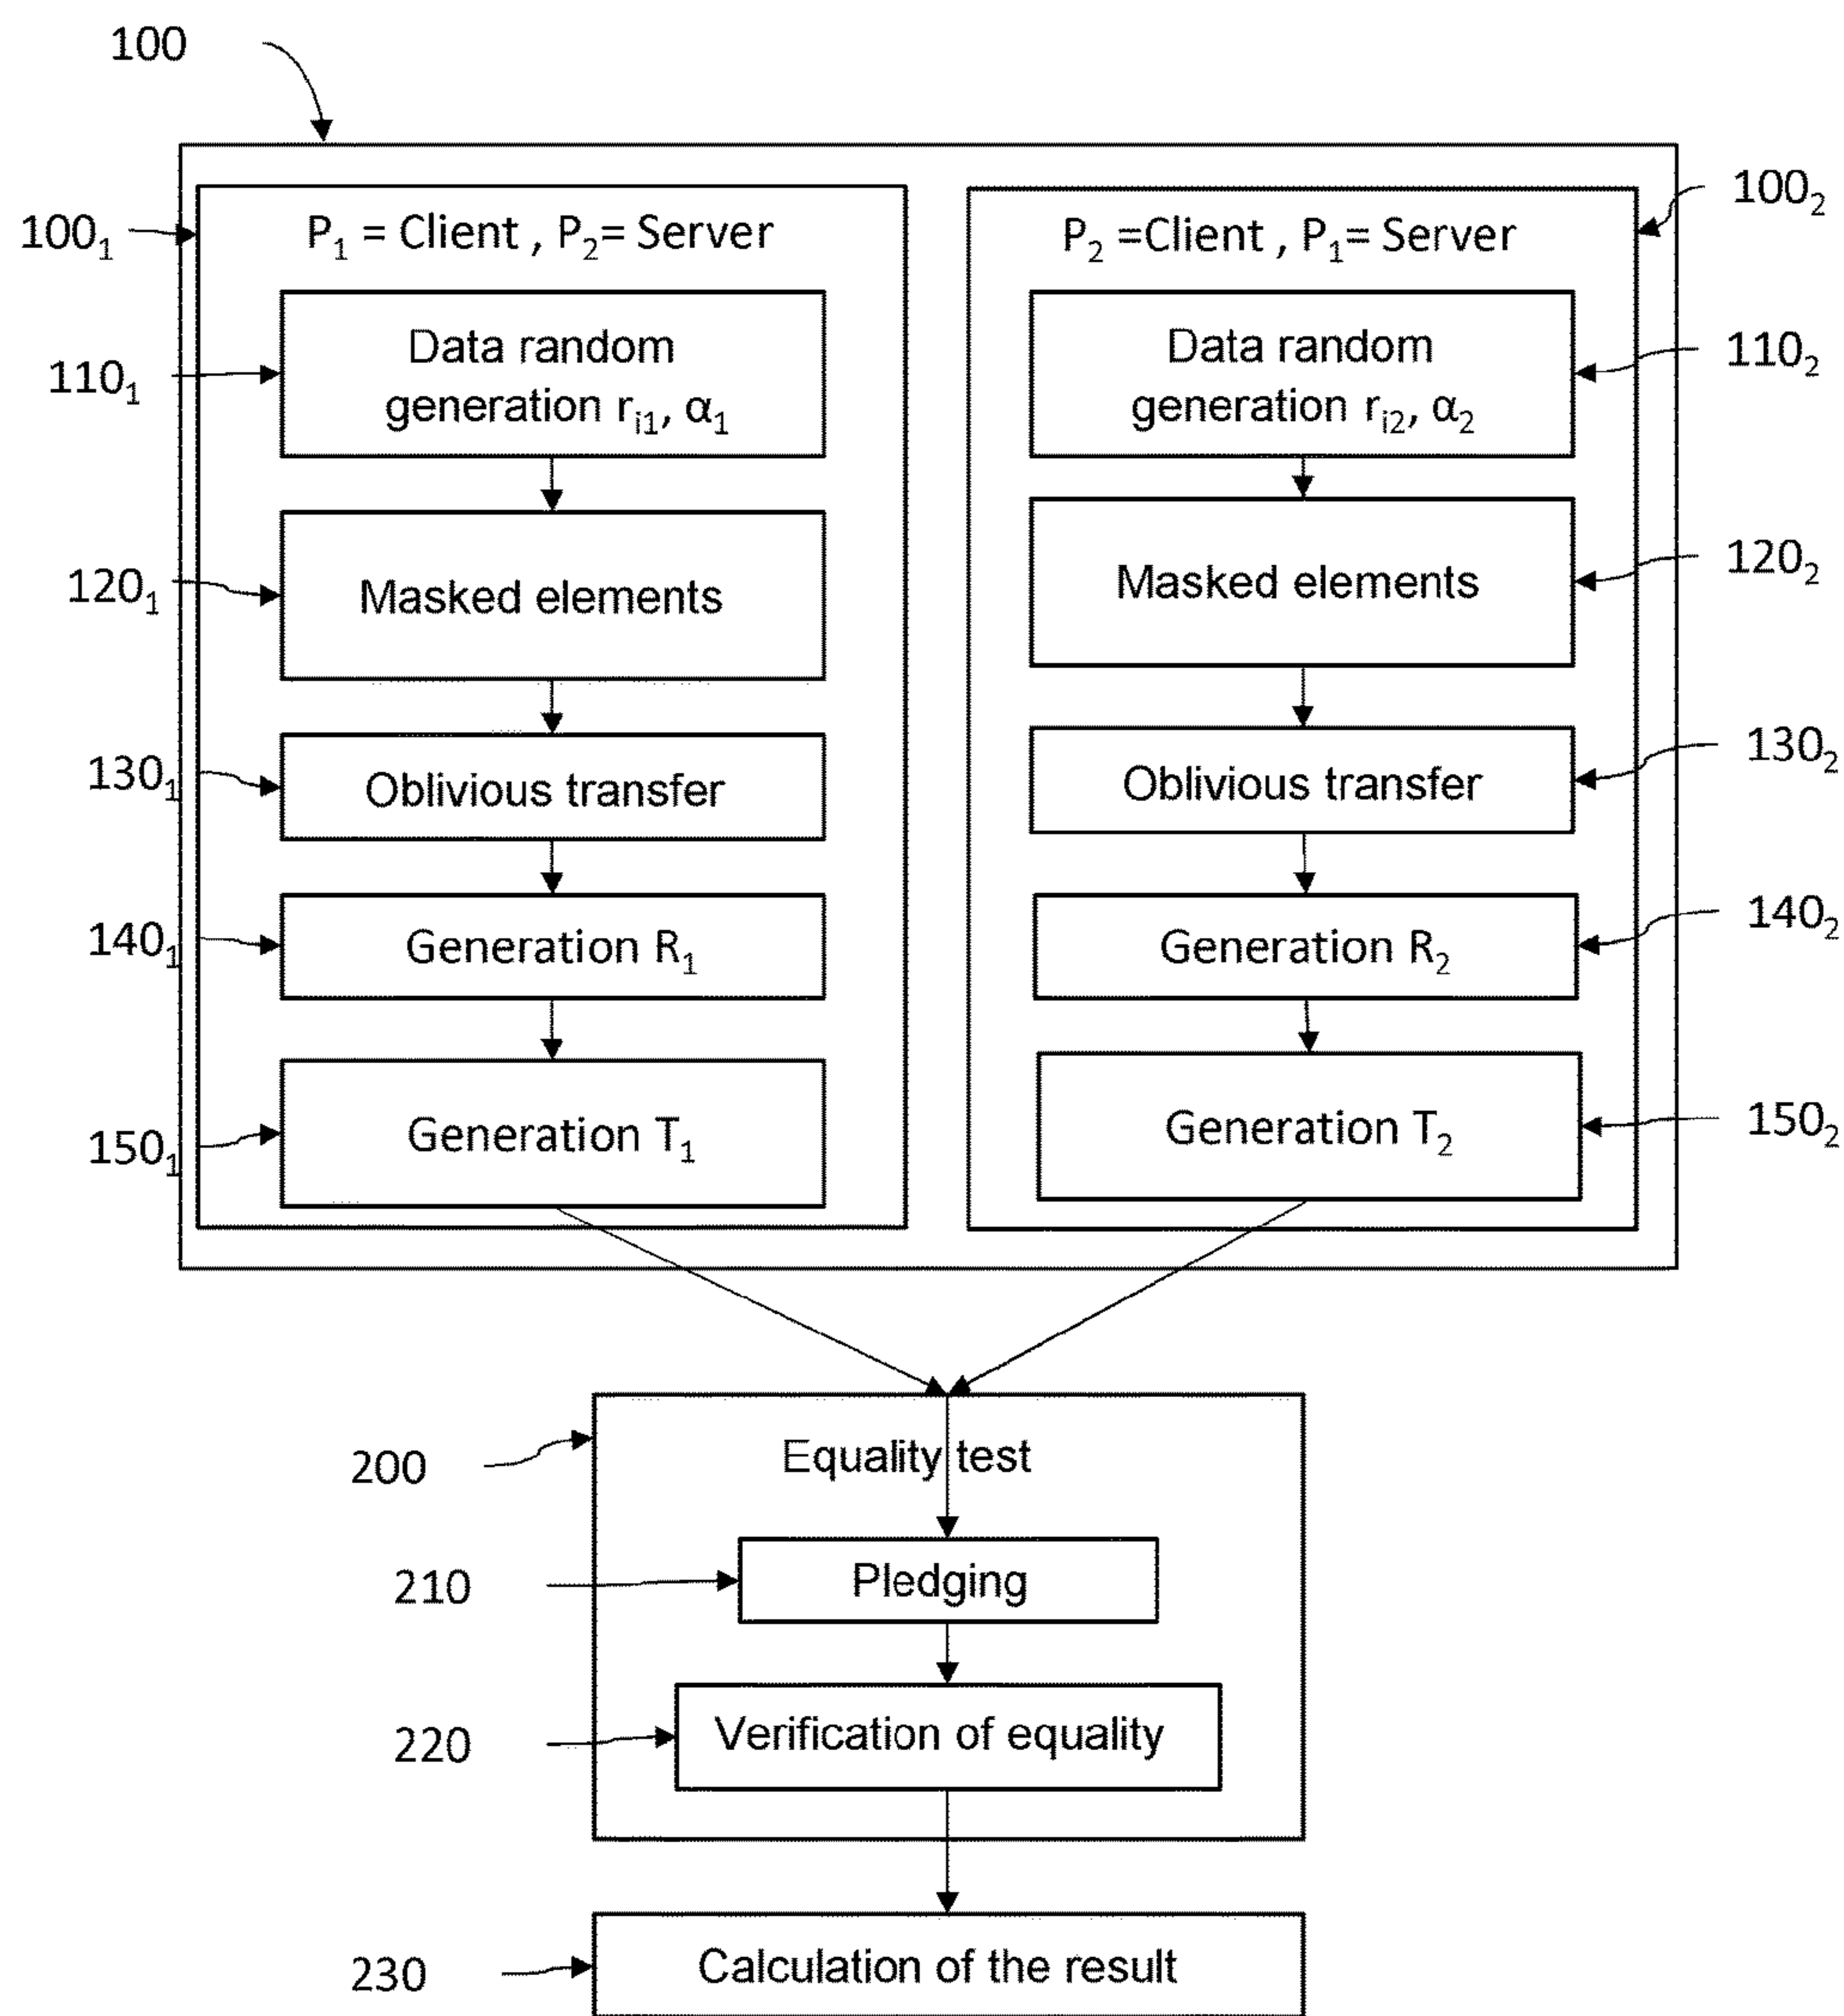 100
100₁
P₁ = Client , P₂= Server
110₁
Data random
generation rᵢ₁, α₁
120₁
Masked elements
130₁
Oblivious transfer
140₁
Generation R₁
150₁
Generation T₁
100₂
P₂ =Client , P₁= Server
110₂
Data random
generation rᵢ₂, α₂
120₂
Masked elements
130₂
Oblivious transfer
140₂
Generation R₂
150₂
Generation T₂
200
Equality test
210
Pledging
220
Verification of equality
230
Calculation of the result